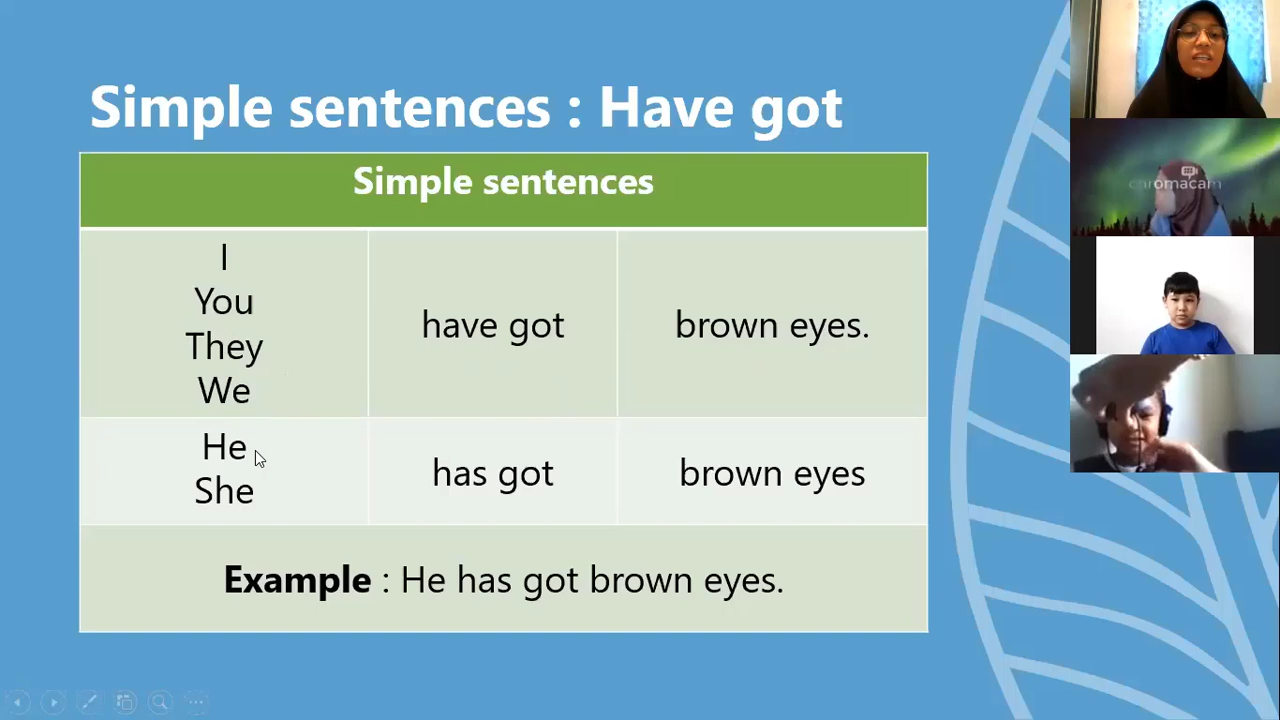 Simple sentences : Have got
Simple sentences
I
You
They
We
have got
brown eyes.
He
She
has got
brown eyes
Example : He has got brown eyes.
chromacam